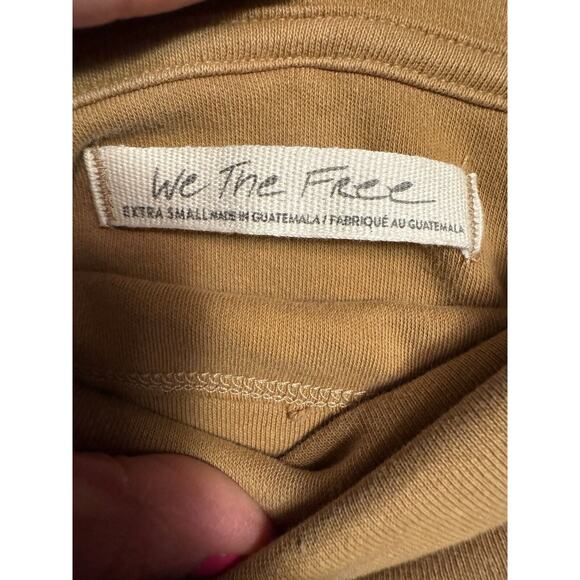 We The Free
EXTRA SMALL MADE IN GUATEMALA / FABRIQUÉ AU GUATEMALA